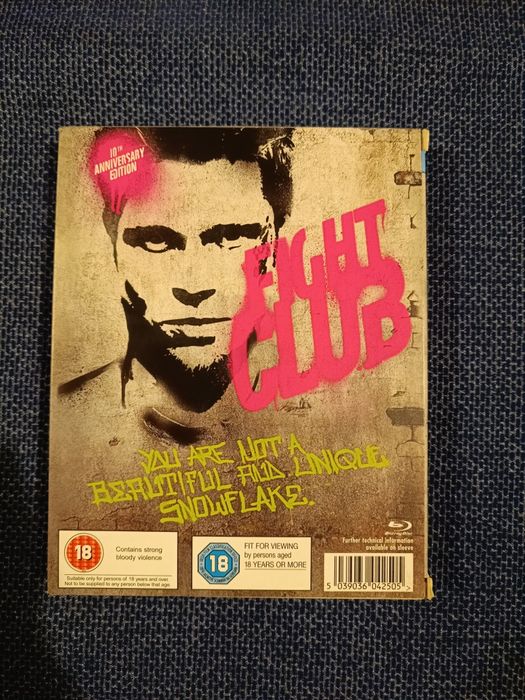 10TH
ANNIVERSARY
EDITION
FIGHT
CLUB
YOU ARE NOT A
BEAUTIFUL AND UNIQUE
SNOWFLAKE.
18
Contains strong
bloody violence
Suitable only for persons of 18 years and over.
Not to be supplied to any person below that age.
18
FIT FOR VIEWING
by persons aged
18 YEARS OR MORE
Blu-ray Disc
Further technical information
available on sleeve
5 039036 042505 >